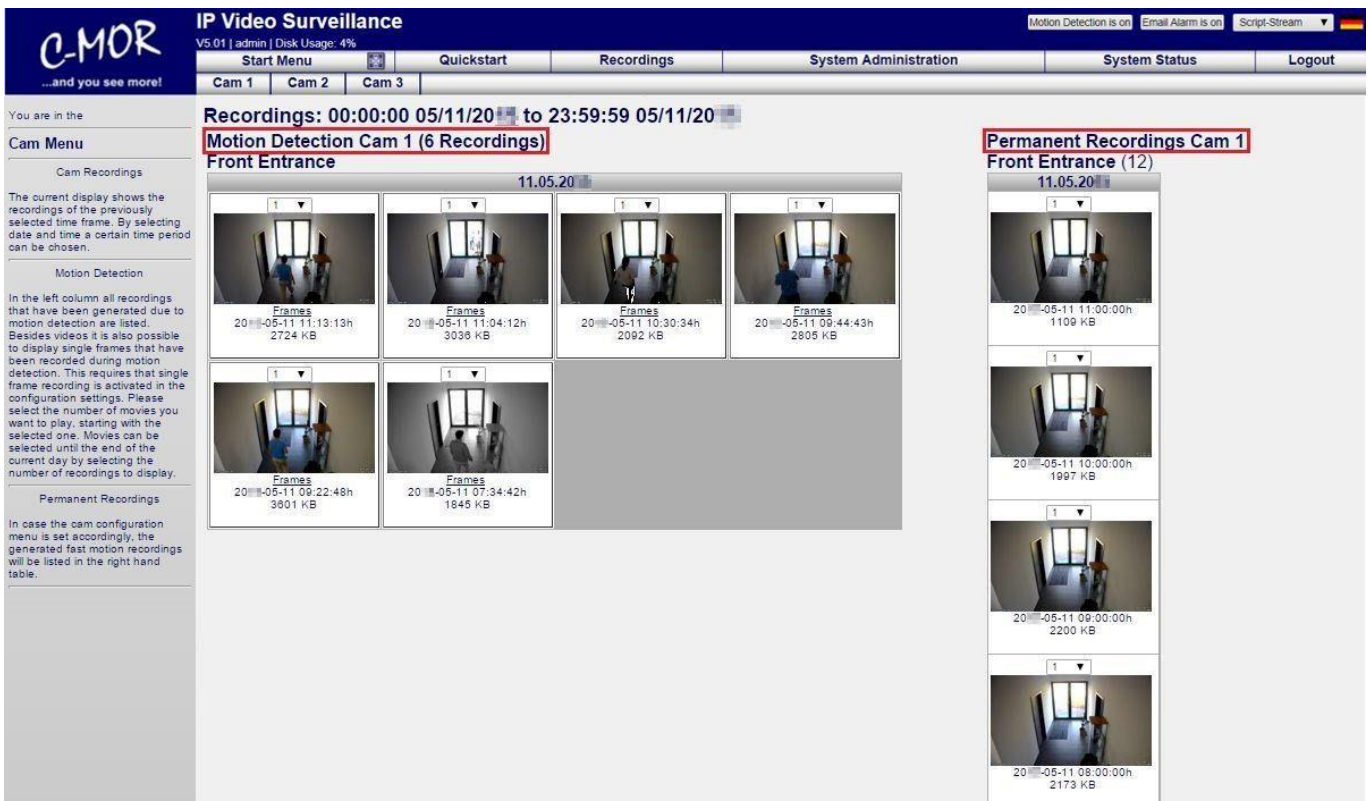 C-MOR
...and you see more!
IP Video Surveillance
V5.01 | admin | Disk Usage: 4%
Motion Detection is on
Email Alarm is on
Script-Stream ▼
Start Menu
Quickstart
Recordings
System Administration
System Status
Logout
Cam 1
Cam 2
Cam 3
You are in the
Cam Menu
Cam Recordings
The current display shows the
recordings of the previously
selected time frame. By selecting
date and time a certain time period
can be chosen.
Motion Detection
In the left column all recordings
that have been generated due to
motion detection are listed.
Besides videos it is also possible
to display single frames that have
been recorded during motion
detection. This requires that single
frame recording is activated in the
configuration settings. Please
select the number of movies you
want to play, starting with the
selected one. Movies can be
selected until the end of the
current day by selecting the
number of recordings to display.
Permanent Recordings
In case the cam configuration
menu is set accordingly, the
generated fast motion recordings
will be listed in the right hand
table.
Recordings: 00:00:00 05/11/20 to 23:59:59 05/11/20
Motion Detection Cam 1 (6 Recordings)
Front Entrance
11.05.20
1 ▼
Frames
20 -05-11 11:13:13h
2724 KB
1 ▼
Frames
20 -05-11 11:04:12h
3036 KB
1 ▼
Frames
20 -05-11 10:30:34h
2092 KB
1 ▼
Frames
20 -05-11 09:44:43h
2805 KB
1 ▼
Frames
20 -05-11 09:22:48h
3601 KB
1 ▼
Frames
20 -05-11 07:34:42h
1845 KB
Permanent Recordings Cam 1
Front Entrance (12)
11.05.20
1 ▼
20 -05-11 11:00:00h
1109 KB
1 ▼
20 -05-11 10:00:00h
1997 KB
1 ▼
20 -05-11 09:00:00h
2200 KB
1 ▼
20 -05-11 08:00:00h
2173 KB